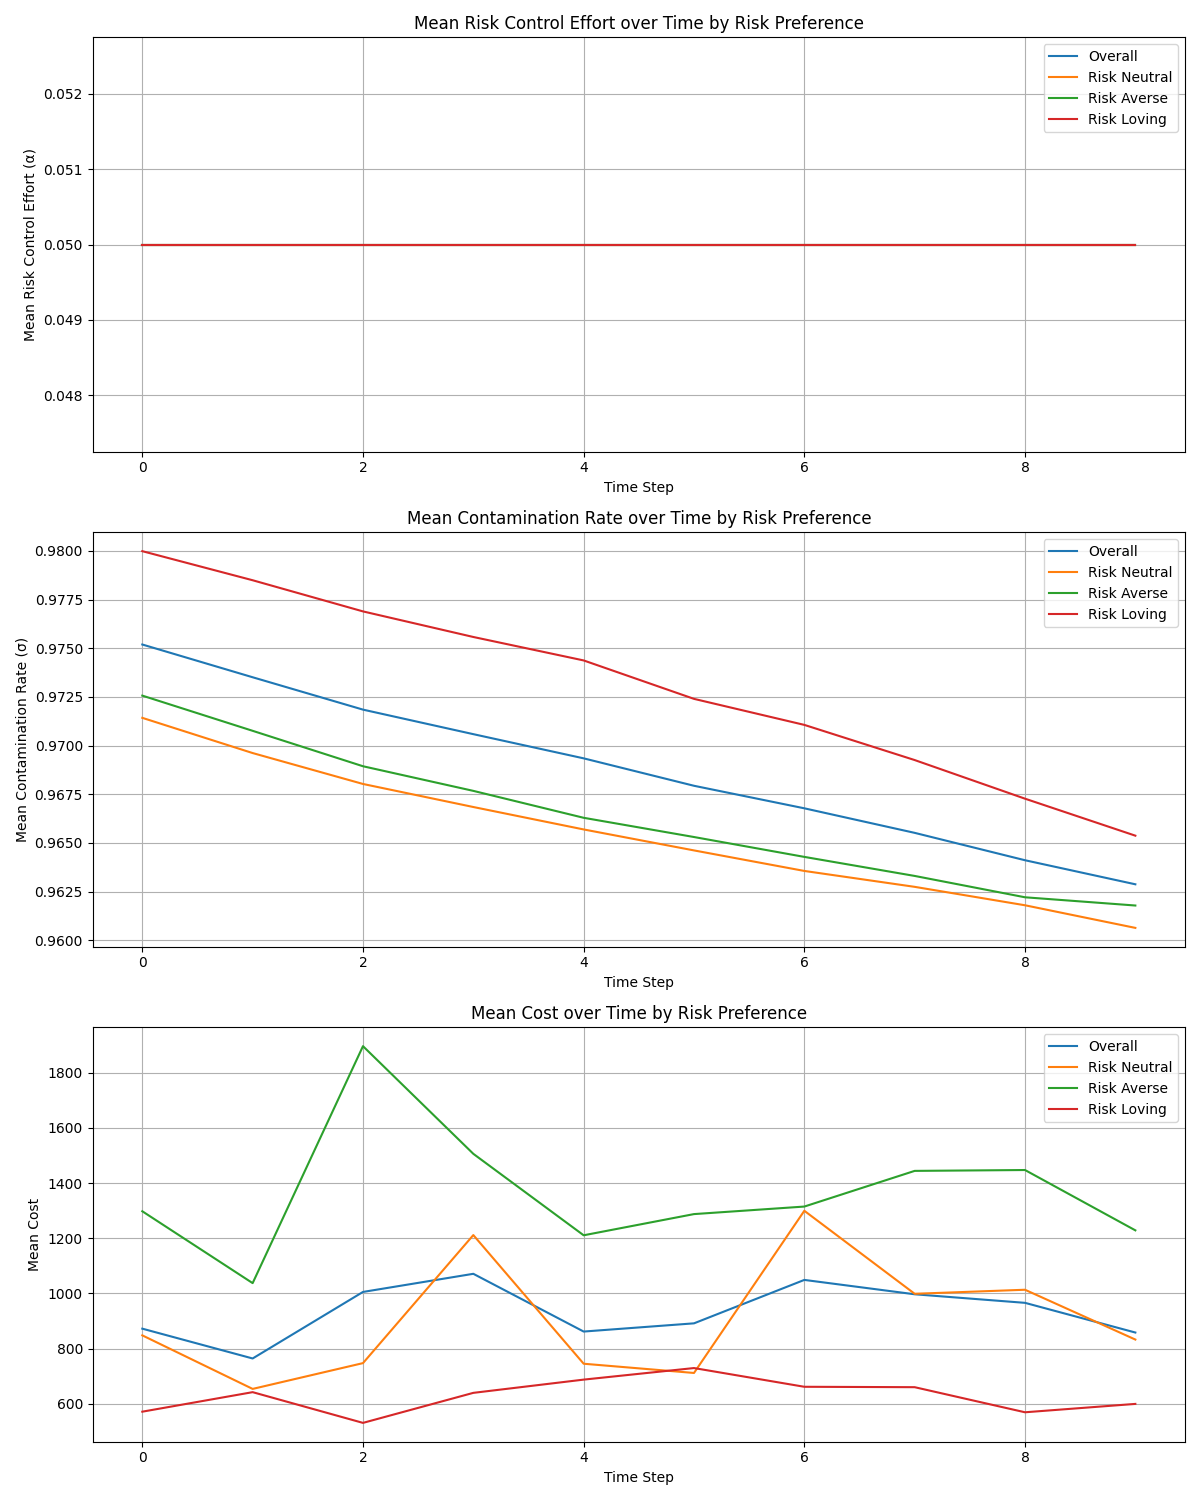 Mean Risk Control Effort over Time by Risk Preference
Overall
Risk Neutral
Risk Averse
Risk Loving
Mean Risk Control Effort (α)
0.052
0.051
0.050
0.049
0.048
0 2 4 6 8
Time Step
Mean Contamination Rate over Time by Risk Preference
Overall
Risk Neutral
Risk Averse
Risk Loving
Mean Contamination Rate (σ)
0.9800
0.9775
0.9750
0.9725
0.9700
0.9675
0.9650
0.9625
0.9600
0 2 4 6 8
Time Step
Mean Cost over Time by Risk Preference
Overall
Risk Neutral
Risk Averse
Risk Loving
Mean Cost
1800
1600
1400
1200
1000
800
600
0 2 4 6 8
Time Step